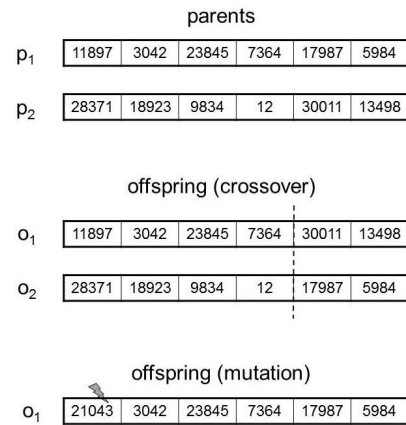 parents
p1 11897 3042 23845 7364 17987 5984
p2 28371 18923 9834 12 30011 13498
offspring (crossover)
o1 11897 3042 23845 7364 30011 13498
o2 28371 18923 9834 12 17987 5984
offspring (mutation)
o1 21043 3042 23845 7364 17987 5984